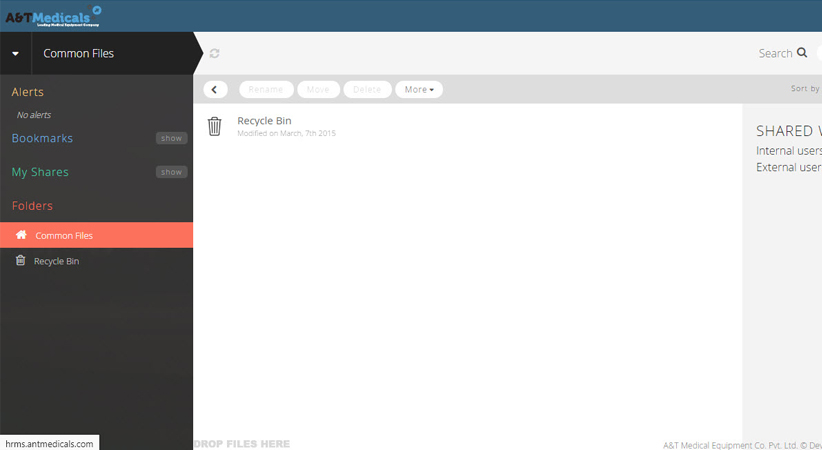 A&TMedicals
Leading Medical Equipment Company
Common Files
Search
Rename
Move
Delete
More
Sort by
Alerts
No alerts
Bookmarks
show
My Shares
show
Folders
Common Files
Recycle Bin
Recycle Bin
Modified on March, 7th 2015
SHARED W
Internal users
External user
hrms.antmedicals.com
DROP FILES HERE
A&T Medical Equipment Co. Pvt. Ltd. © Dev